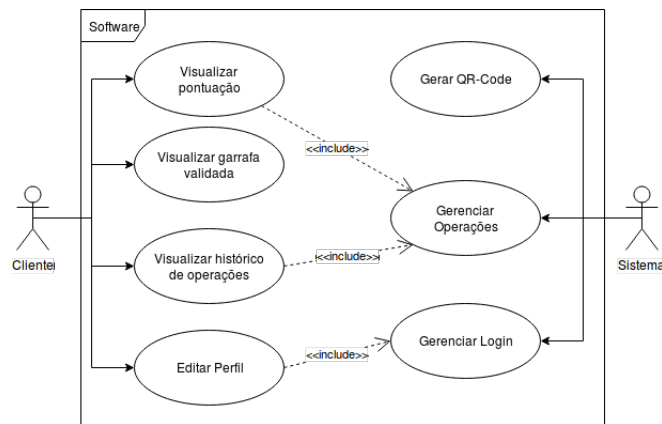 Software
Visualizar
pontuação
Gerar QR-Code
<<include>>
Visualizar garrafa
validada
Gerenciar
Operações
Cliente
Sistema
Visualizar histórico
de operações
<<include>>
Editar Perfil
<<include>>
Gerenciar Login